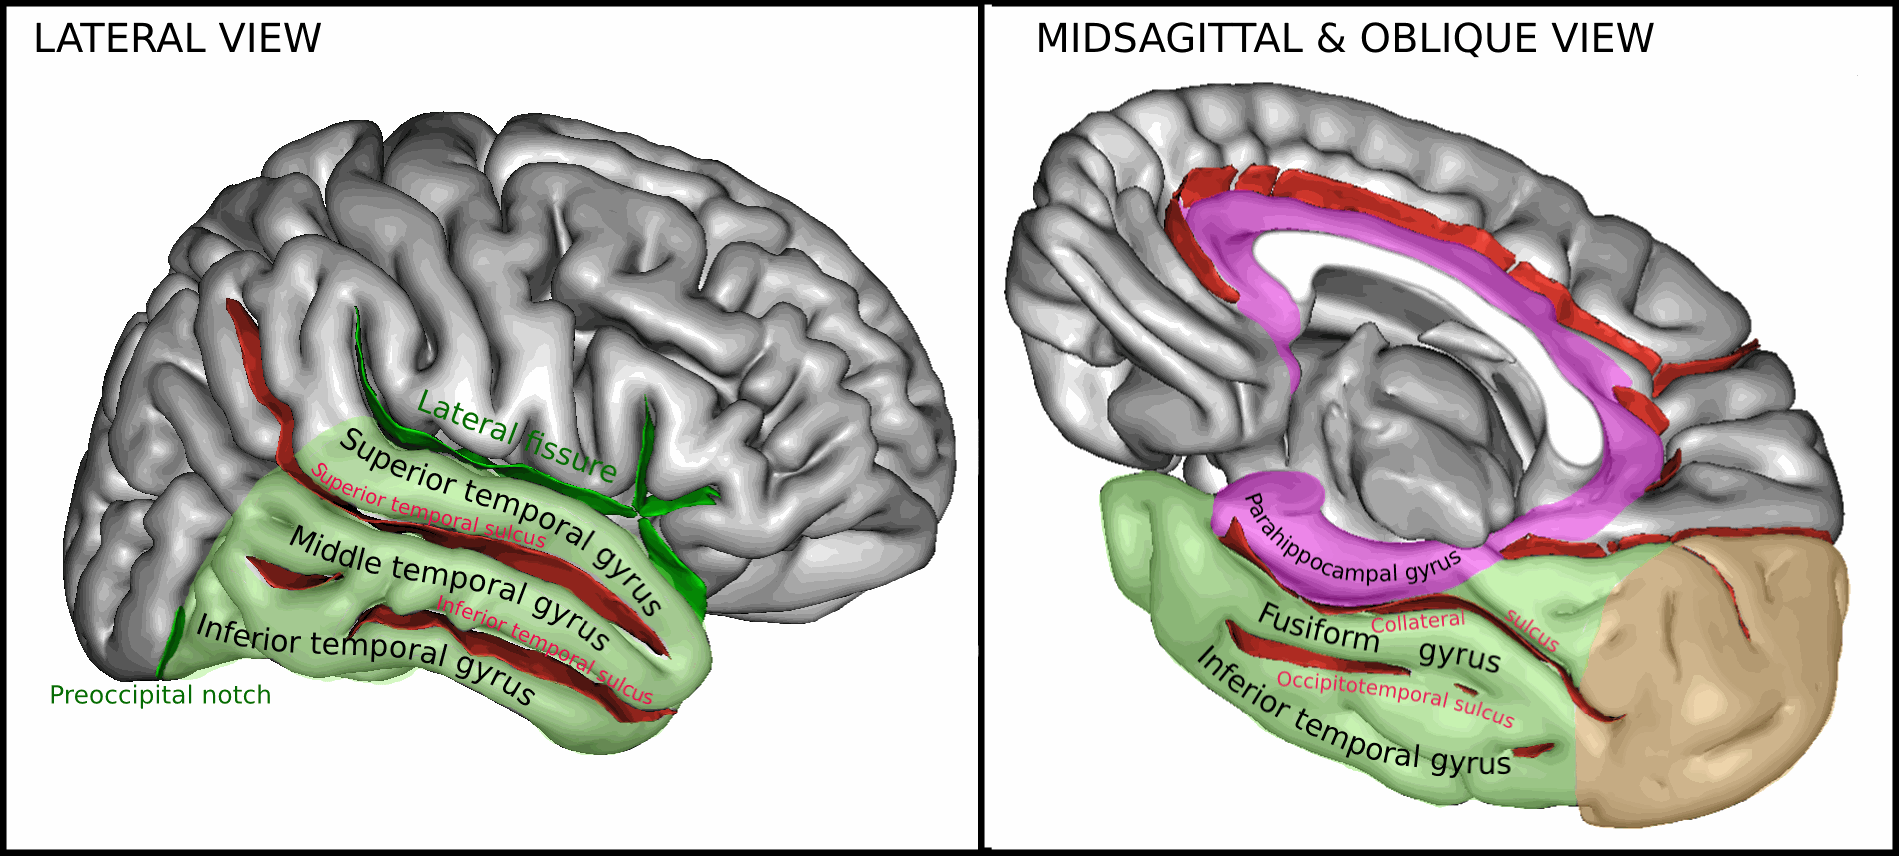 LATERAL VIEW
Lateral fissure
Superior temporal gyrus
Superior temporal sulcus
Middle temporal gyrus
Inferior temporal sulcus
Inferior temporal gyrus
Preoccipital notch
MIDSAGITTAL & OBLIQUE VIEW
Parahippocampal gyrus
Collateral sulcus
Fusiform gyrus
Occipitotemporal sulcus
Inferior temporal gyrus